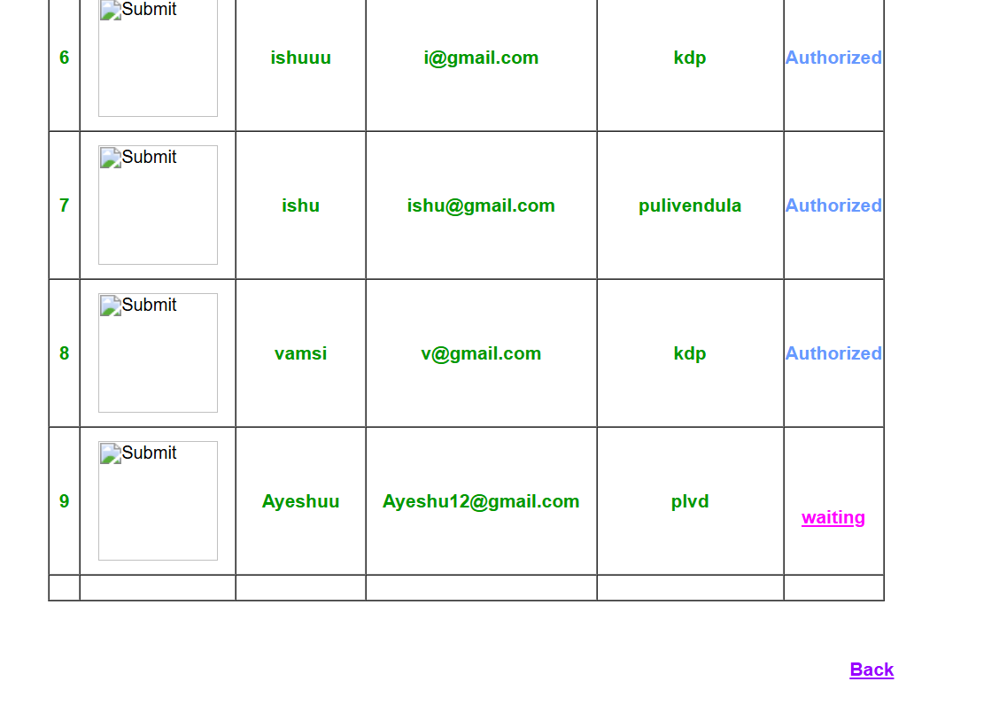 Submit
6 ishuuu i@gmail.com kdp Authorized
Submit
7 ishu ishu@gmail.com pulivendula Authorized
Submit
8 vamsi v@gmail.com kdp Authorized
Submit
9 Ayeshuu Ayeshu12@gmail.com plvd waiting
Back